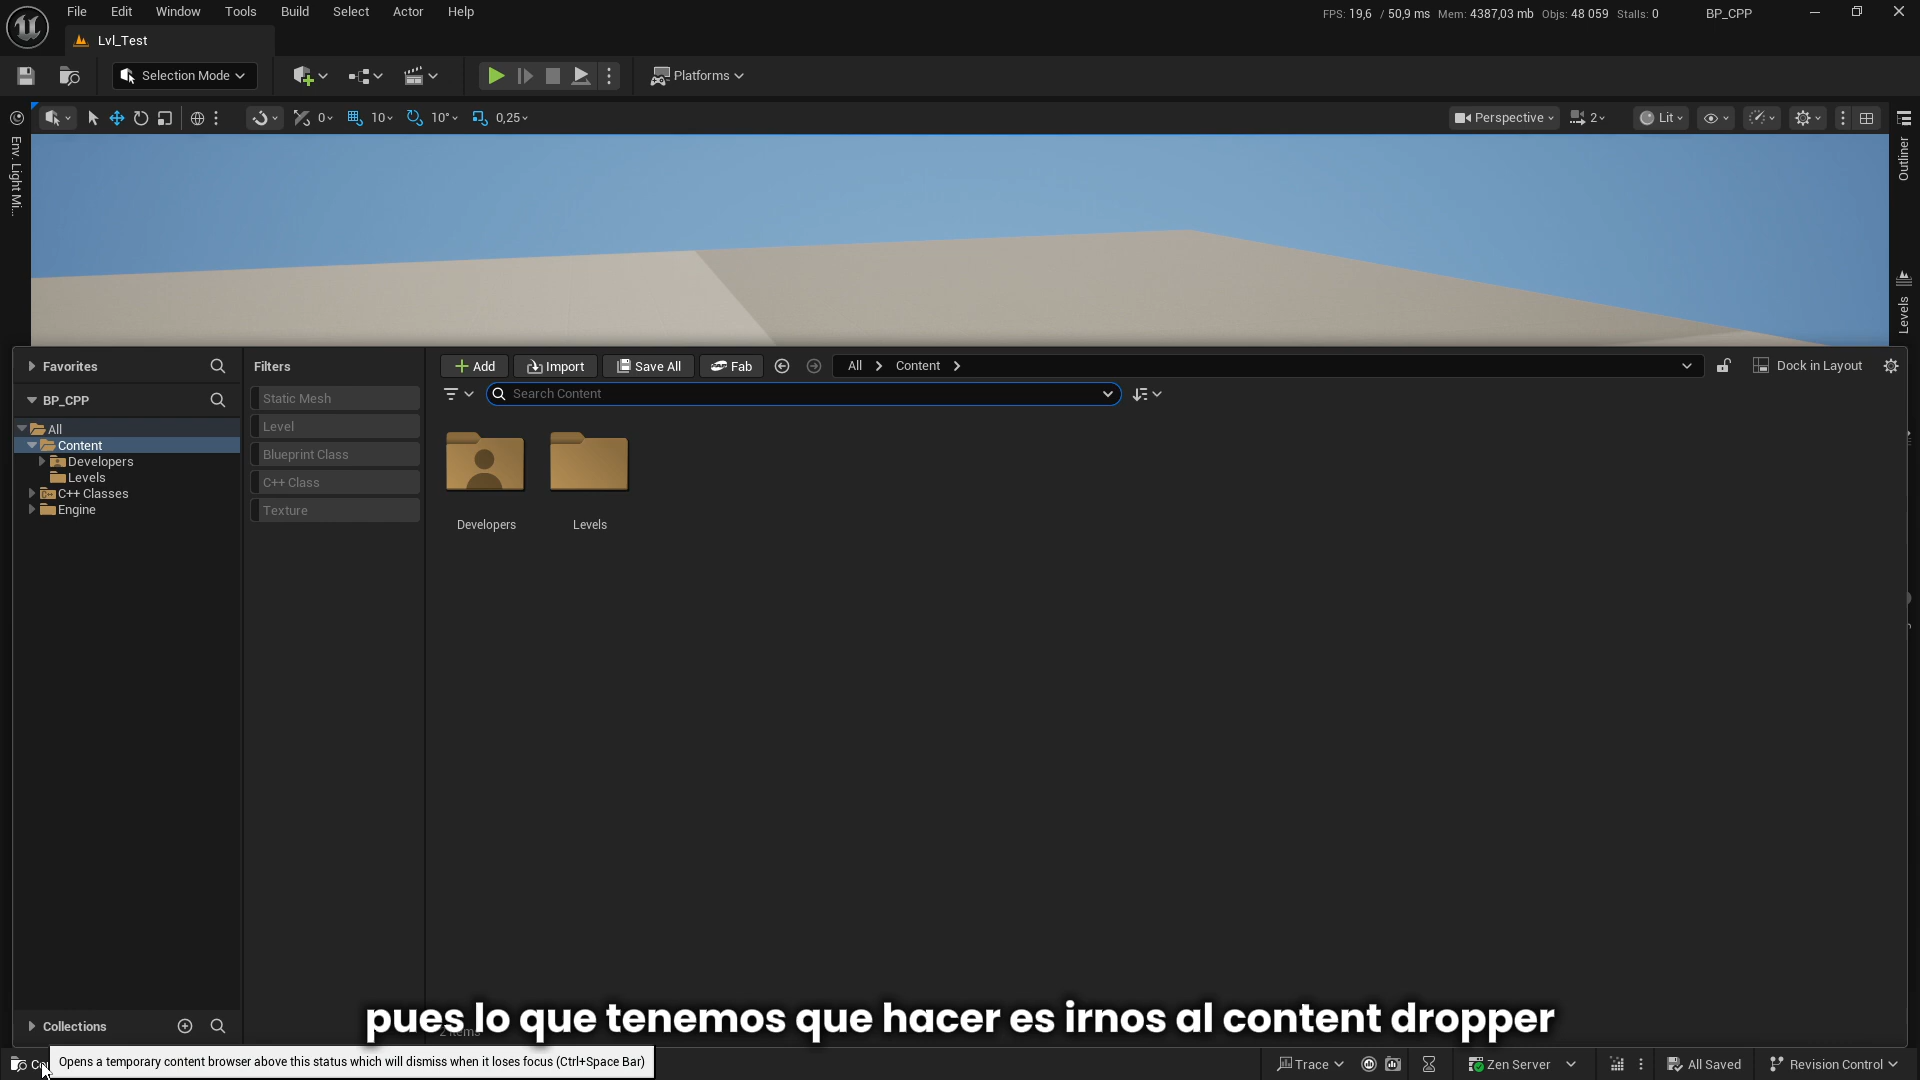 File Edit Window Tools Build Select Actor Help
FPS: 19,6 / 50,9 ms Mem: 4387,03 mb Objs: 48 059 Stalls: 0 BP_CPP
Lvl_Test
Selection Mode
Platforms
0 10 10° 0,25
Perspective 2 Lit
Env. Light Mi...
Outliner
Levels
Favorites
Filters
Add Import Save All Fab All Content Dock in Layout
BP_CPP
Search Content
Static Mesh
Level
Blueprint Class
C++ Class
Texture
All
Content
Developers
Levels
C++ Classes
Engine
Developers Levels
pues lo que tenemos que hacer es irnos al content dropper
Collections
Opens a temporary content browser above this status which will dismiss when it loses focus (Ctrl+Space Bar)
Trace Zen Server All Saved Revision Control